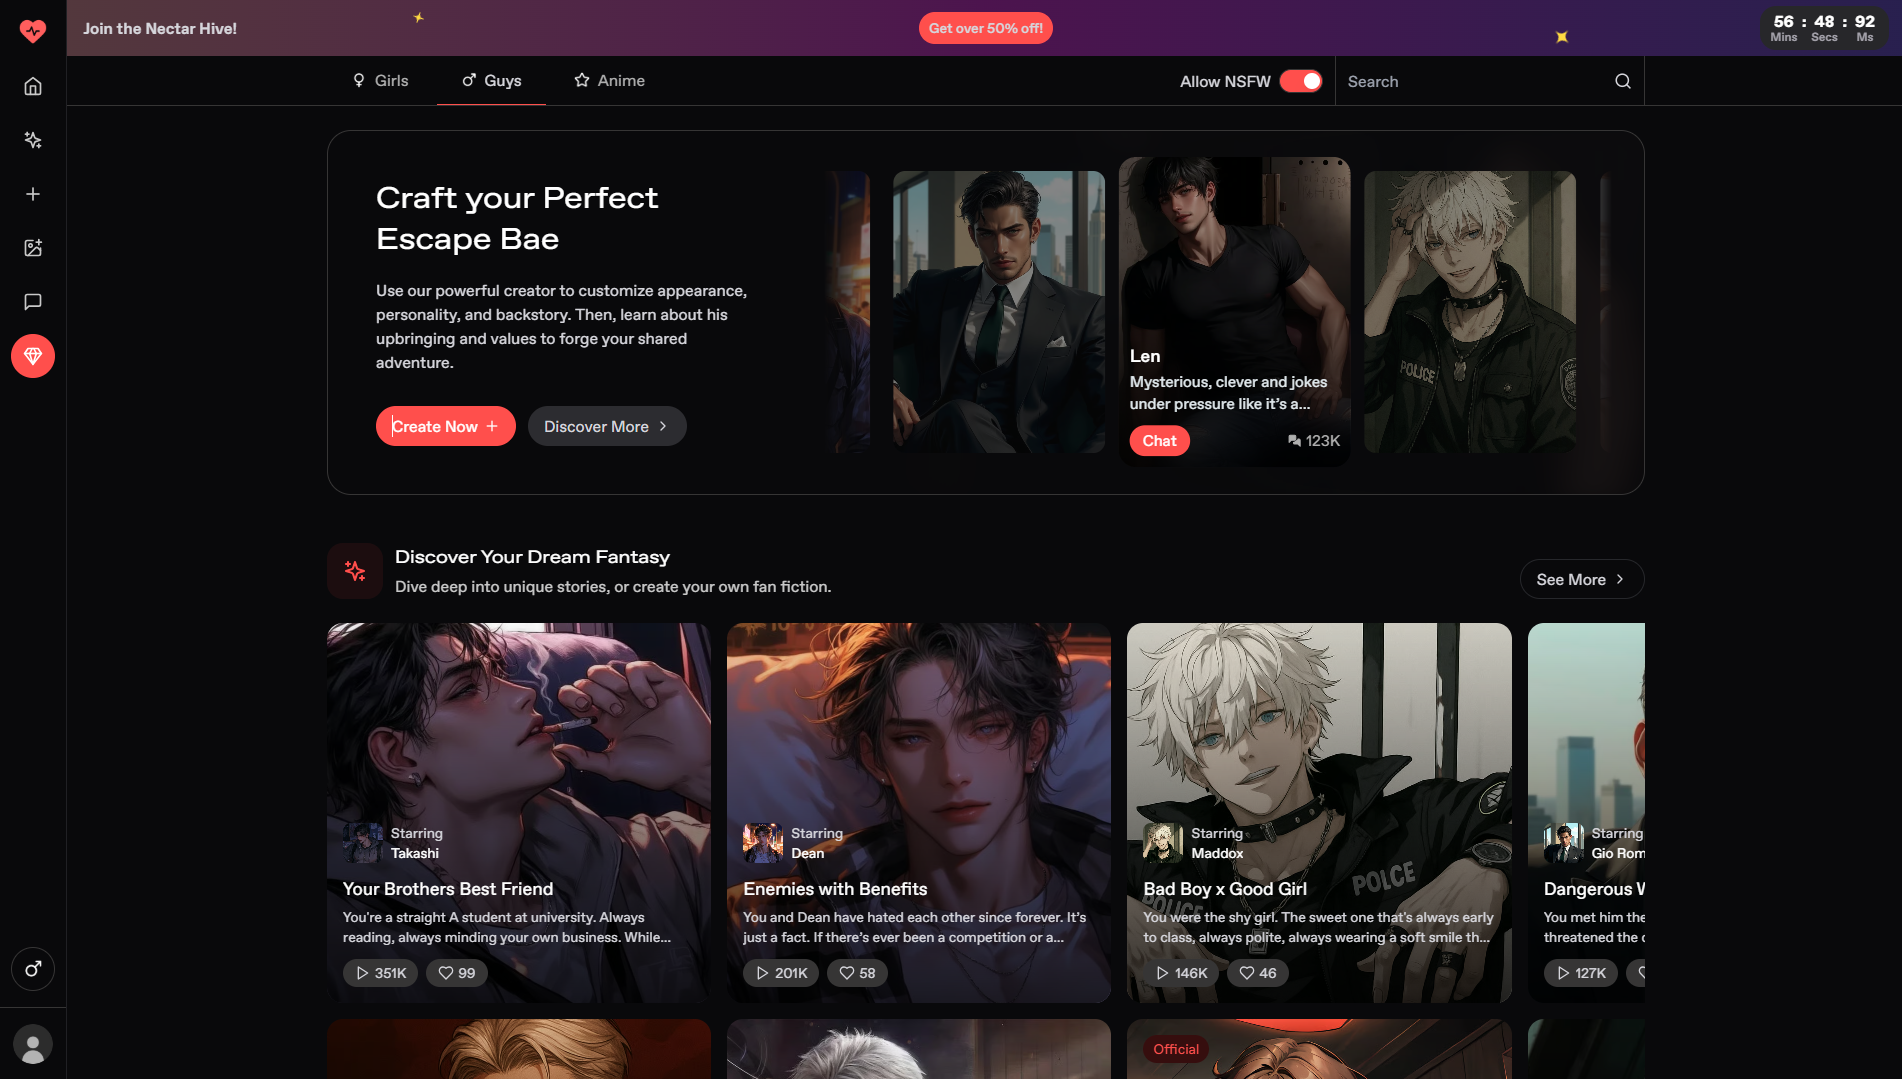 Join the Nectar Hive!
Get over 50% off!
56 : 48 : 92
Mins Secs Ms
Girls
Guys
Anime
Allow NSFW
Search
Craft your Perfect
Escape Bae
Use our powerful creator to customize appearance,
personality, and backstory. Then, learn about his
upbringing and values to forge your shared
adventure.
Create Now
Discover More
Len
Mysterious, clever and jokes
under pressure like it's a...
Chat
123K
POLICE
Discover Your Dream Fantasy
Dive deep into unique stories, or create your own fan fiction.
See More
Starring
Takashi
Your Brothers Best Friend
You're a straight A student at university. Always
reading, always minding your own business. While...
351K
99
Starring
Dean
Enemies with Benefits
You and Dean have hated each other since forever. It's
just a fact. If there's ever been a competition or a...
201K
58
Starring
Maddox
POLCE
Bad Boy x Good Girl
You were the shy girl. The sweet one that's always early
to class, always polite, always wearing a soft smile th...
146K
46
Starring
Gio Rom
Dangerous
You met him the
threatened the
127K
Official